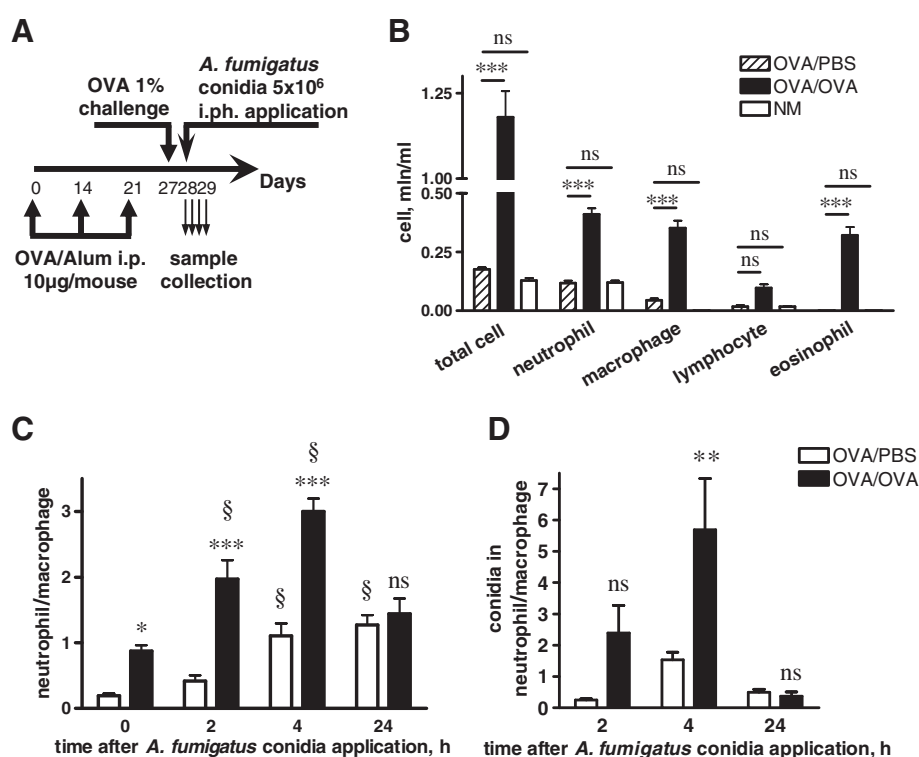 A
OVA 1%
challenge
A. fumigatus
conidia 5x10⁶
i.ph. application
Days
0 14 21 27 28 29
OVA/Alum i.p.
10µg/mouse
sample
collection
B
OVA/PBS
OVA/OVA
NM
cell, mln/ml
1.25
1.00
0.50
0.25
0.00
ns
***
ns
***
ns
***
ns
ns
ns
***
total cell
neutrophil
macrophage
lymphocyte
eosinophil
C
neutrophil/macrophage
3
2
1
0
*
§
***
§
§
***
§
ns
0 2 4 24
time after A. fumigatus conidia application, h
D
OVA/PBS
OVA/OVA
conidia in
neutrophil/macrophage
7
6
5
4
3
2
1
0
ns
**
ns
2 4 24
time after A. fumigatus conidia application, h